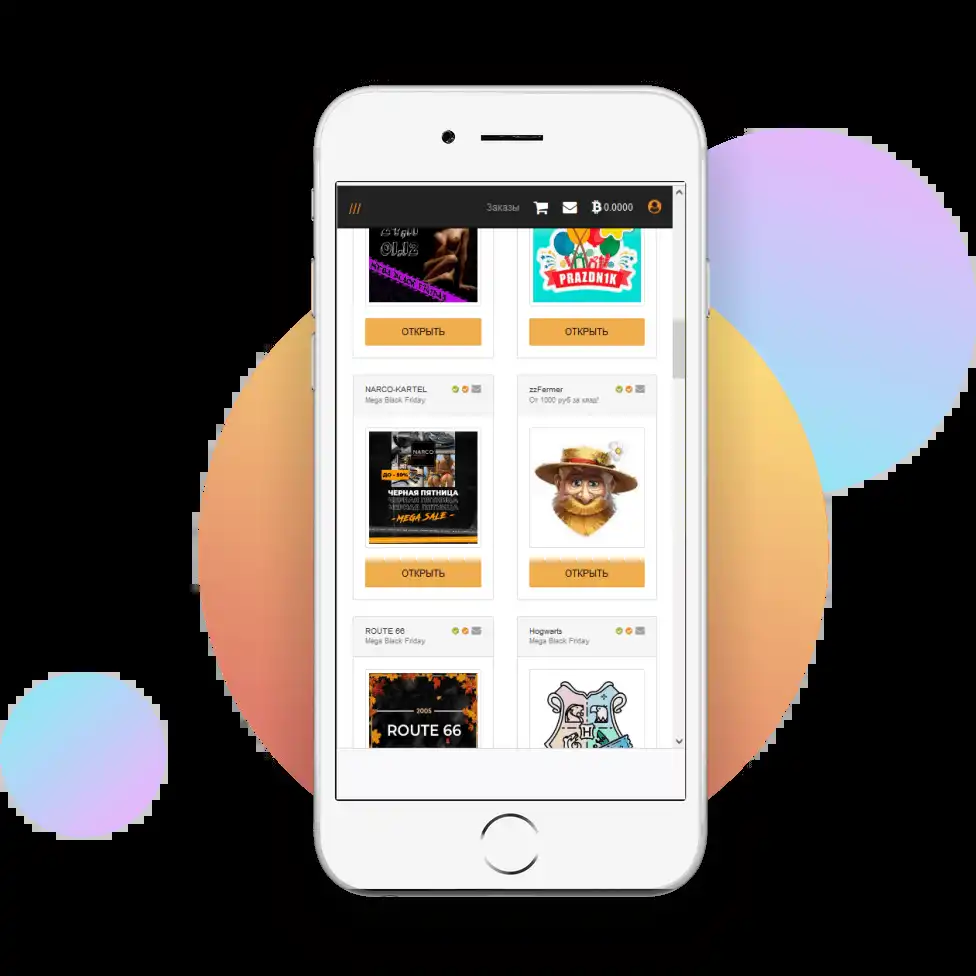 ///
Заказы
0.0000
PRAZDN1K
ОТКРЫТЬ
ОТКРЫТЬ
NARCO-KARTEL
Mega Black Friday
zzFarmer
От 1000 руб за клад!
NARCO
ДО - 50%
ЧЕРНАЯ ПЯТНИЦА
ЧЕРНАЯ ПЯТНИЦА
ЧЕРНАЯ ПЯТНИЦА
- MEGA SALE -
ОТКРЫТЬ
ОТКРЫТЬ
ROUTE 66
Mega Black Friday
Hogwarts
Mega Black Friday
2005
ROUTE 66
H